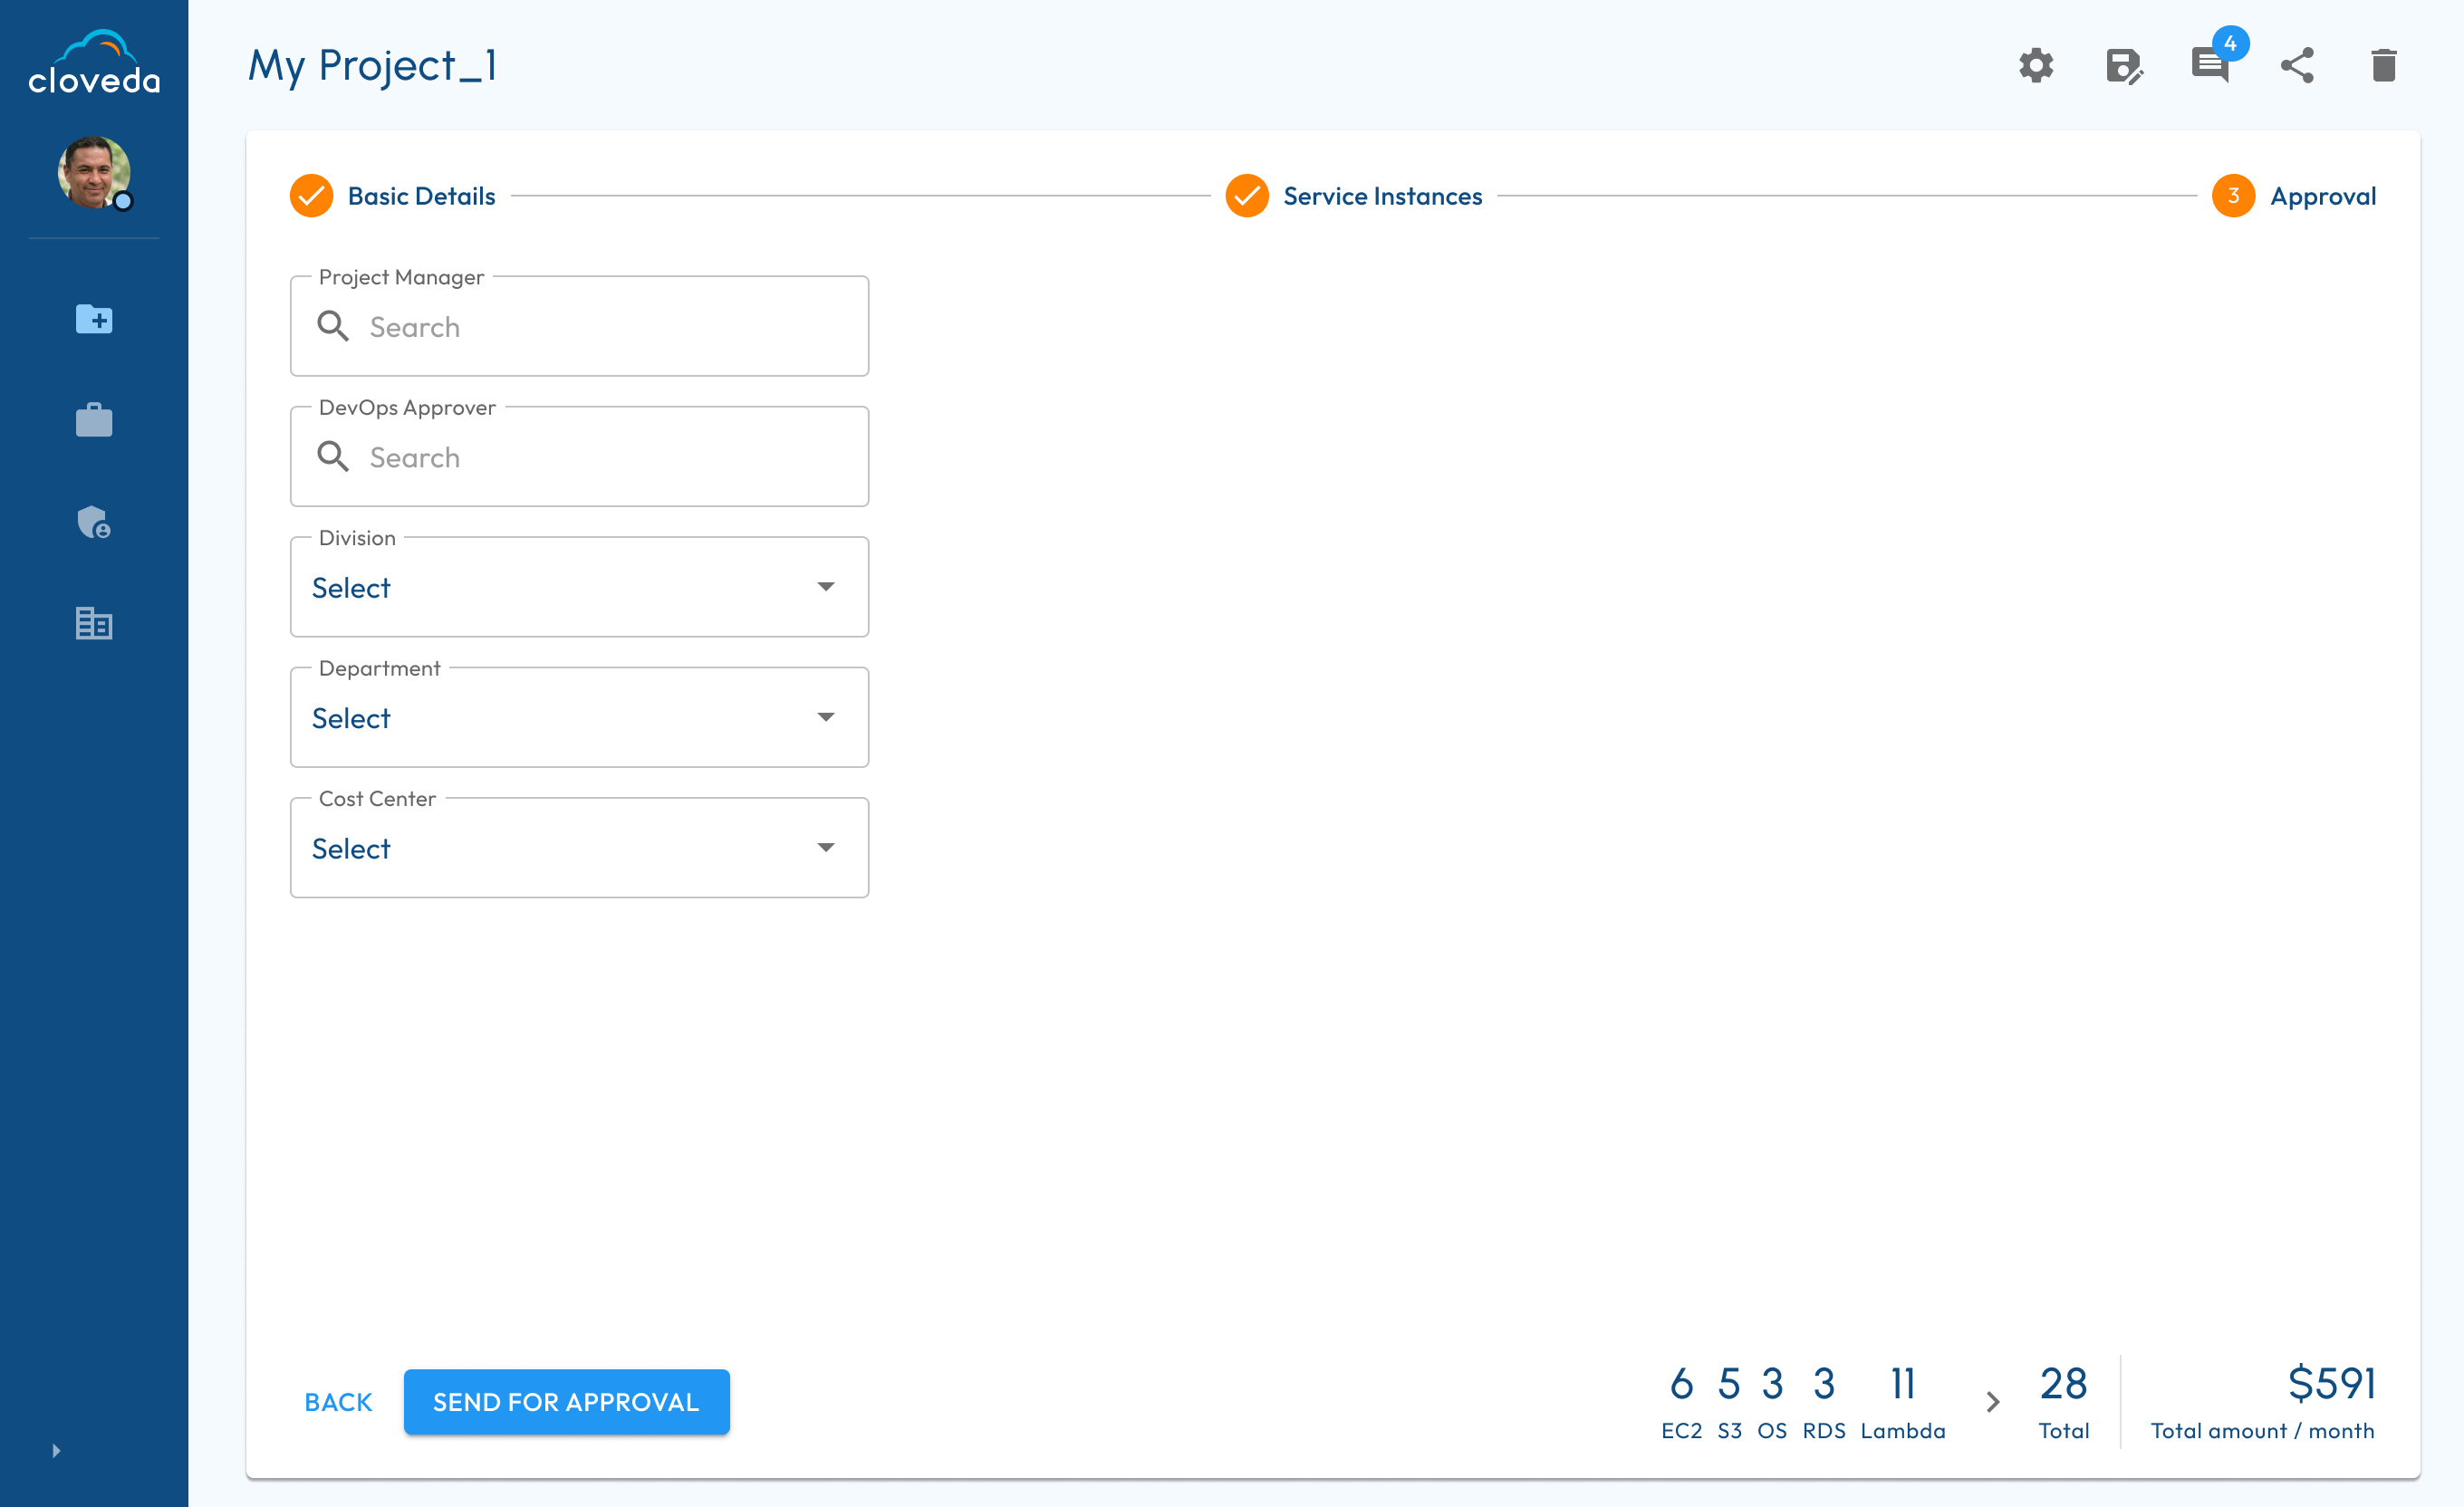 cloveda
My Project_1
4
Basic Details
Service Instances
3
Approval
Project Manager
Search
DevOps Approver
Search
Division
Select
Department
Select
Cost Center
Select
BACK
SEND FOR APPROVAL
6 5 3 3 11 28 $591
EC2 S3 OS RDS Lambda Total Total amount / month